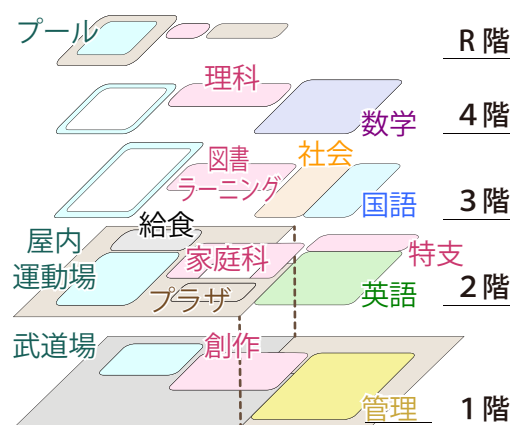 プール
R階
理科
数学
4階
図書
ラーニング
社会
国語
3階
給食
屋内
運動場
家庭科
特支
プラザ
英語
2階
武道場
創作
管理
1階